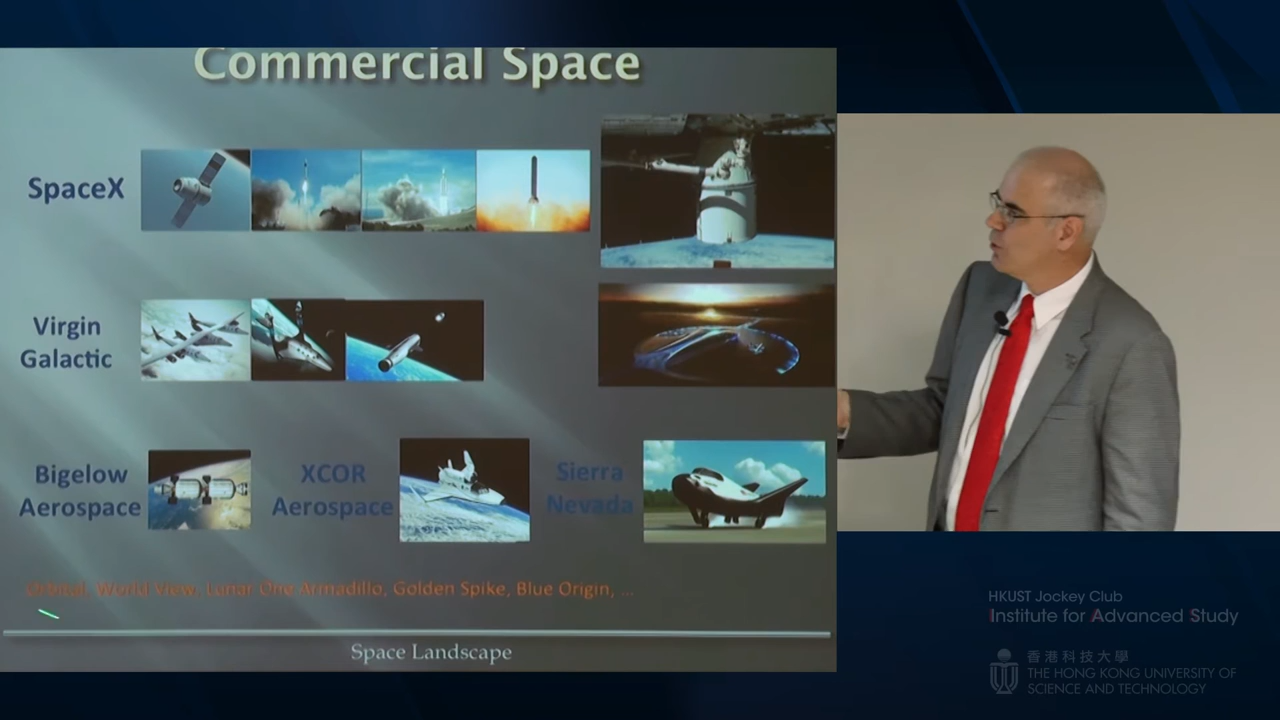 Commercial Space
SpaceX
Virgin
Galactic
Bigelow
Aerospace
XCOR
Aerospace
Sierra
Nevada
Orbital, World View, Lunar One Armadillo, Golden Spike, Blue Origin, ...
Space Landscape
HKUST Jockey Club
Institute for Advanced Study
香港科技大學
THE HONG KONG UNIVERSITY OF
SCIENCE AND TECHNOLOGY